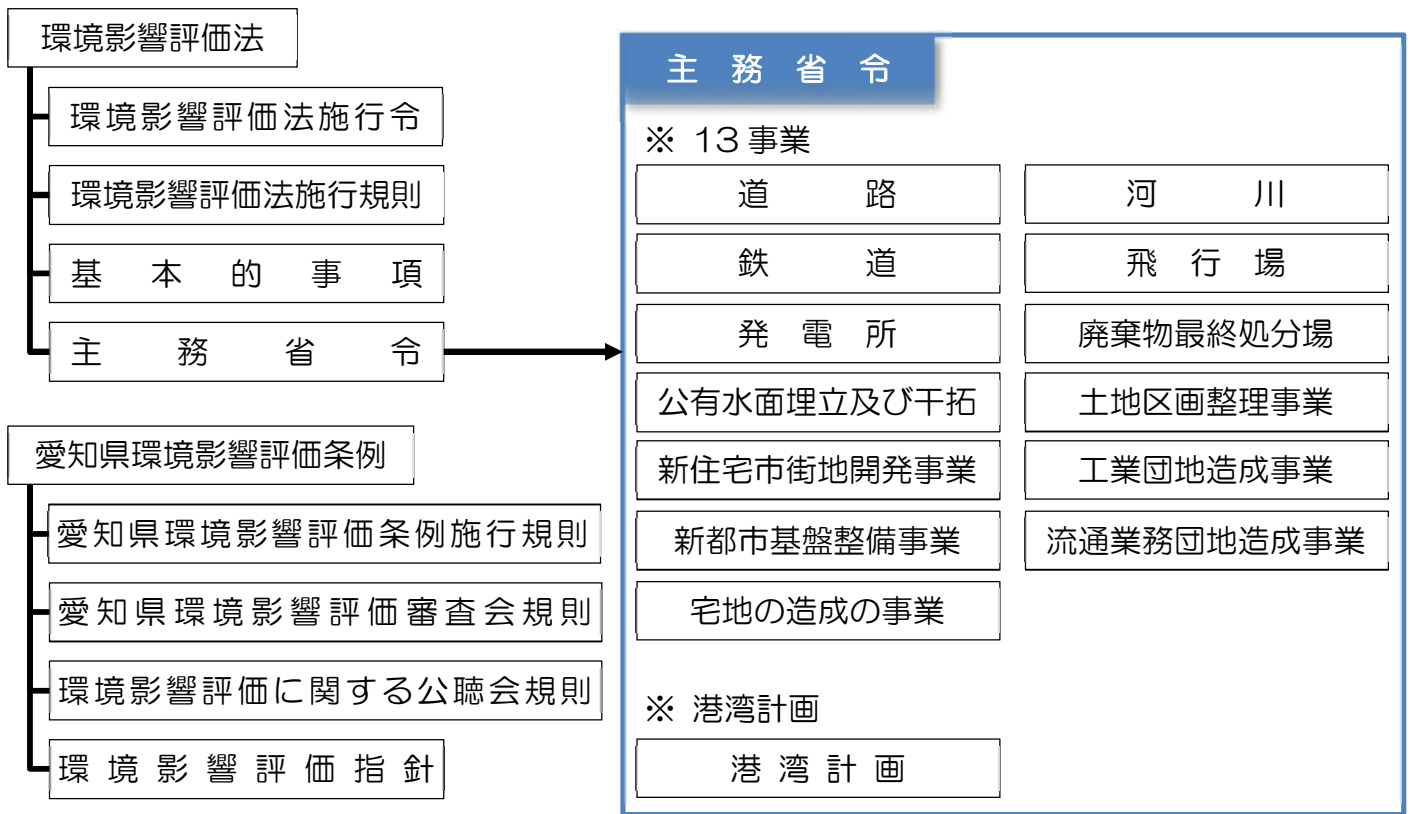 環境影響評価法
環境影響評価法施行令
環境影響評価法施行規則
基本的事項
主務省令
愛知県環境影響評価条例
愛知県環境影響評価条例施行規則
愛知県環境影響評価審査会規則
環境影響評価に関する公聴会規則
環境影響評価指針
主務省令
※ 13事業
道路
河川
鉄道
飛行場
発電所
廃棄物最終処分場
公有水面埋立及び干拓
土地区画整理事業
新住宅市街地開発事業
工業団地造成事業
新都市基盤整備事業
流通業務団地造成事業
宅地の造成の事業
※ 港湾計画
港湾計画